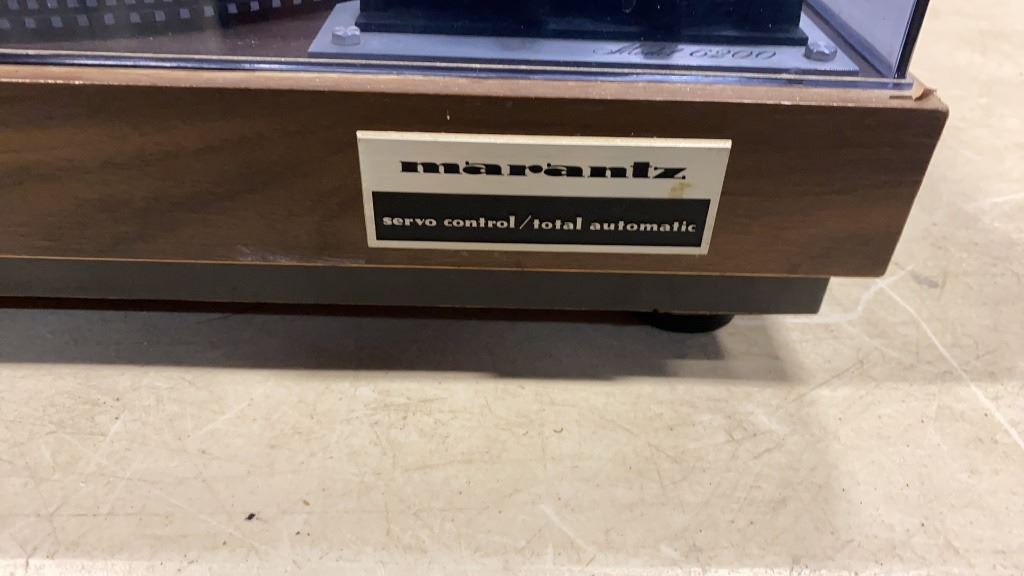 Model 6200
marantz
servo control/total automatic